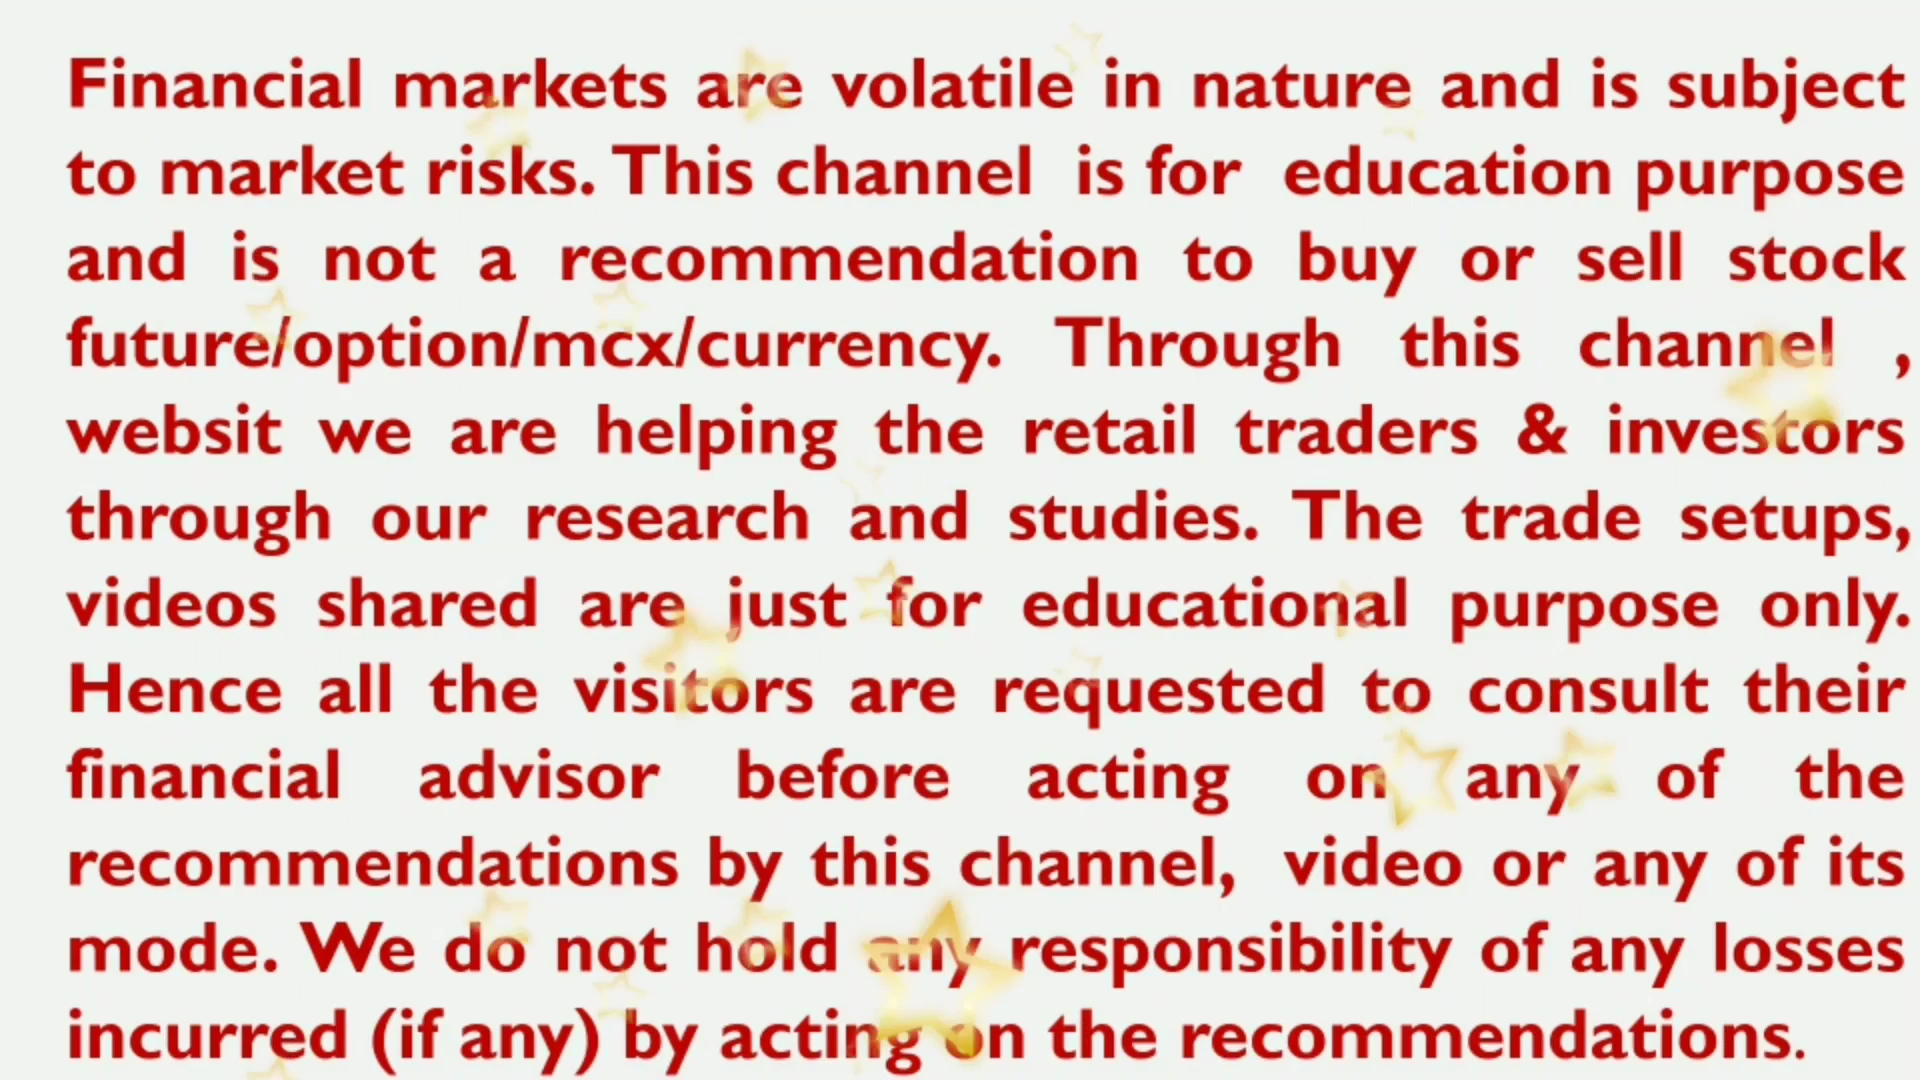 Financial markets are volatile in nature and is subject
to market risks. This channel is for education purpose
and is not a recommendation to buy or sell stock
future/option/mcx/currency. Through this channel ,
websit we are helping the retail traders & investors
through our research and studies. The trade setups,
videos shared are just for educational purpose only.
Hence all the visitors are requested to consult their
financial advisor before acting on any of the
recommendations by this channel, video or any of its
mode. We do not hold any responsibility of any losses
incurred (if any) by acting on the recommendations.